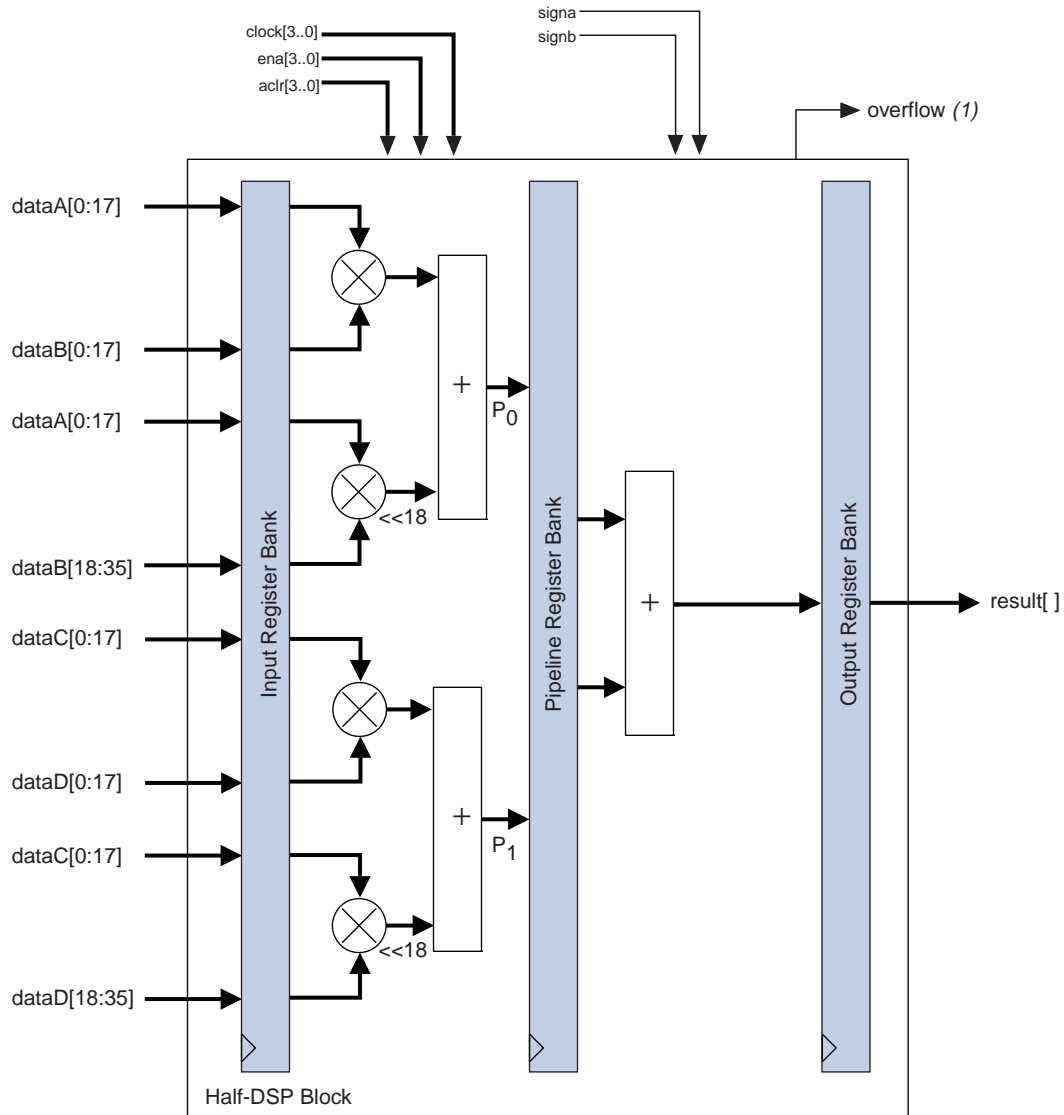 clock[3..0]
ena[3..0]
aclr[3..0]
signa
signb
overflow (1)
dataA[0:17]
dataB[0:17]
dataA[0:17]
dataB[18:35]
dataC[0:17]
dataD[0:17]
dataC[0:17]
dataD[18:35]
Input Register Bank
<<18
<<18
+
P0
+
P1
Pipeline Register Bank
+
Output Register Bank
result[ ]
Half-DSP Block